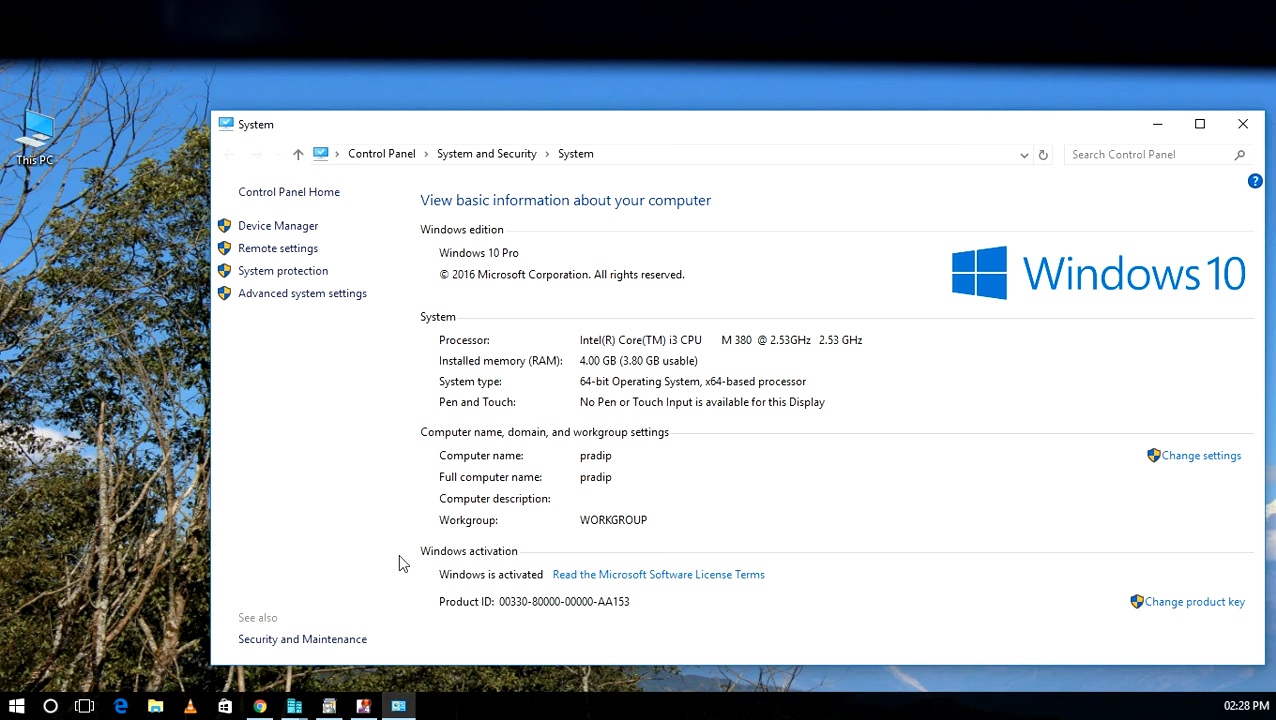 This PC
System
Control Panel › System and Security › System
Search Control Panel
Control Panel Home
Device Manager
Remote settings
System protection
Advanced system settings
See also
Security and Maintenance
View basic information about your computer
Windows edition
Windows 10 Pro
© 2016 Microsoft Corporation. All rights reserved.
Windows 10
System
Processor: Intel(R) Core(TM) i3 CPU M 380 @ 2.53GHz 2.53 GHz
Installed memory (RAM): 4.00 GB (3.80 GB usable)
System type: 64-bit Operating System, x64-based processor
Pen and Touch: No Pen or Touch Input is available for this Display
Computer name, domain, and workgroup settings
Computer name: pradip
Change settings
Full computer name: pradip
Computer description:
Workgroup: WORKGROUP
Windows activation
Windows is activated Read the Microsoft Software License Terms
Product ID: 00330-80000-00000-AA153
Change product key
02:28 PM